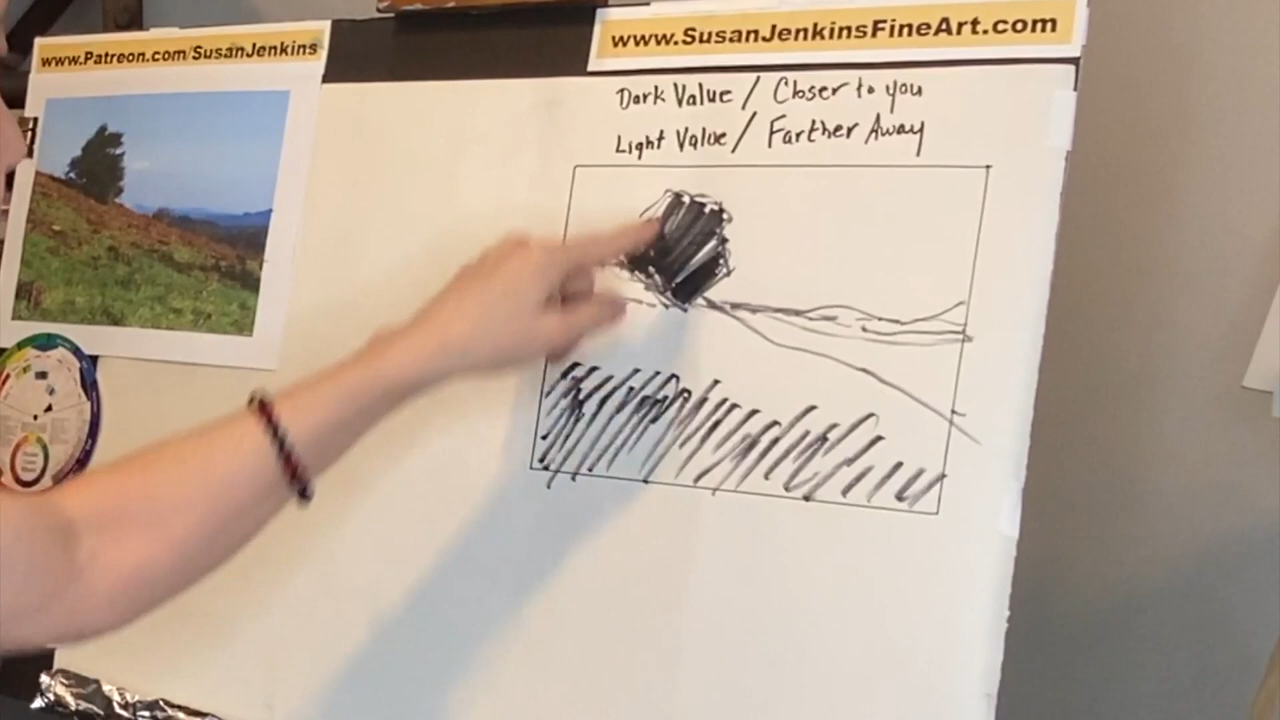 www.Patreon.com/SusanJenkins
www.SusanJenkinsFineArt.com
Dark Value / Closer to you
Light Value / Farther Away